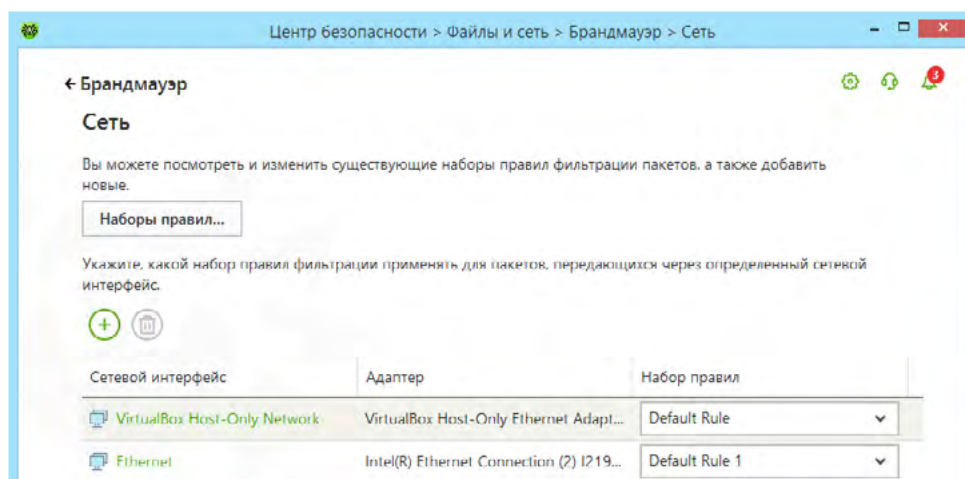 Центр безопасности > Файлы и сеть > Брандмауэр > Сеть
← Брандмауэр
3
Сеть
Вы можете посмотреть и изменить существующие наборы правил фильтрации пакетов, а также добавить
новые.
Наборы правил...
Укажите, какой набор правил фильтрации применять для пакетов, передающихся через определенный сетевой
интерфейс.
Сетевой интерфейс Адаптер Набор правил
VirtualBox Host-Only Network VirtualBox Host-Only Ethernet Adapt... Default Rule
Ethernet Intel(R) Ethernet Connection (2) I219... Default Rule 1